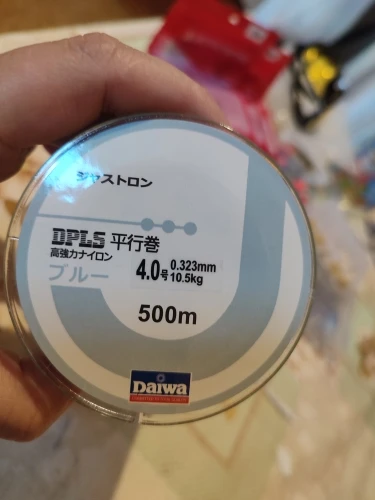 ジャストロン
DPLS 平行巻
高強力ナイロン
ブルー
4.0号 0.323mm 10.5kg
500m
Daiwa